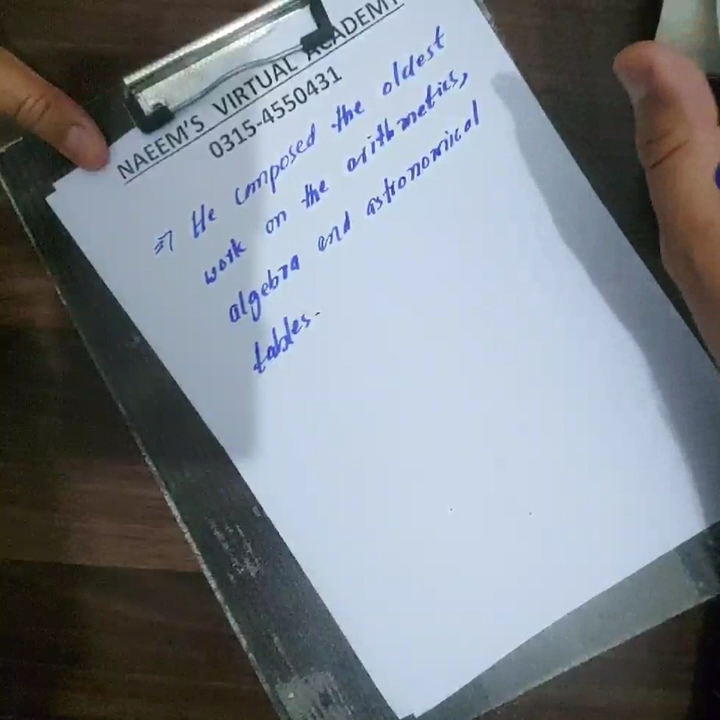 NAEEM'S VIRTUAL ACADEMY
0315-4550431
⇒ He composed the oldest
work on the arithmetics,
algebra and astronomical
tables.